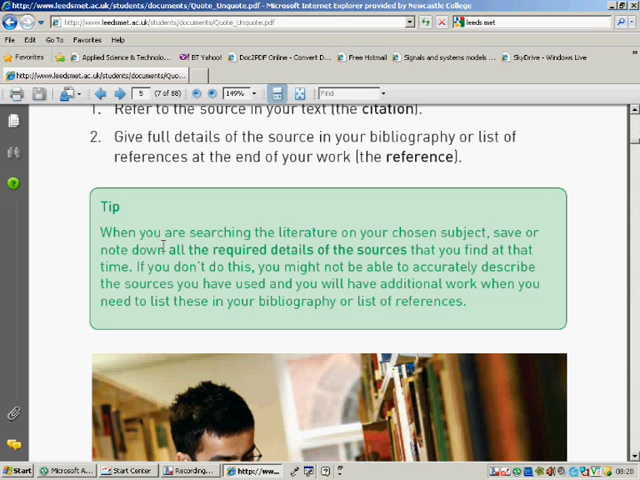 http://www.leedsmet.ac.uk/students/documents/Quote_Unquote.pdf - Microsoft Internet Explorer provided by Newcastle College
http://www.leedsmet.ac.uk/students/documents/Quote_Unquote.pdf
leeds met
File Edit Go To Favorites Help
Favorites Applied Science & Technolo... BT Yahoo! Doc2PDF Online - Convert D... Free Hotmail Signals and systems models ... SkyDrive - Windows Live
http://www.leedsmet.ac.uk/students/documents/Quo...
5 (7 of 88) 149% Find
1. Refer to the source in your text (the citation).
2. Give full details of the source in your bibliography or list of
references at the end of your work (the reference).
Tip
When you are searching the literature on your chosen subject, save or
note down all the required details of the sources that you find at that
time. If you don't do this, you might not be able to accurately describe
the sources you have used and you will have additional work when you
need to list these in your bibliography or list of references.
Start Microsoft A... Start Center Recording... http://ww... 08:20